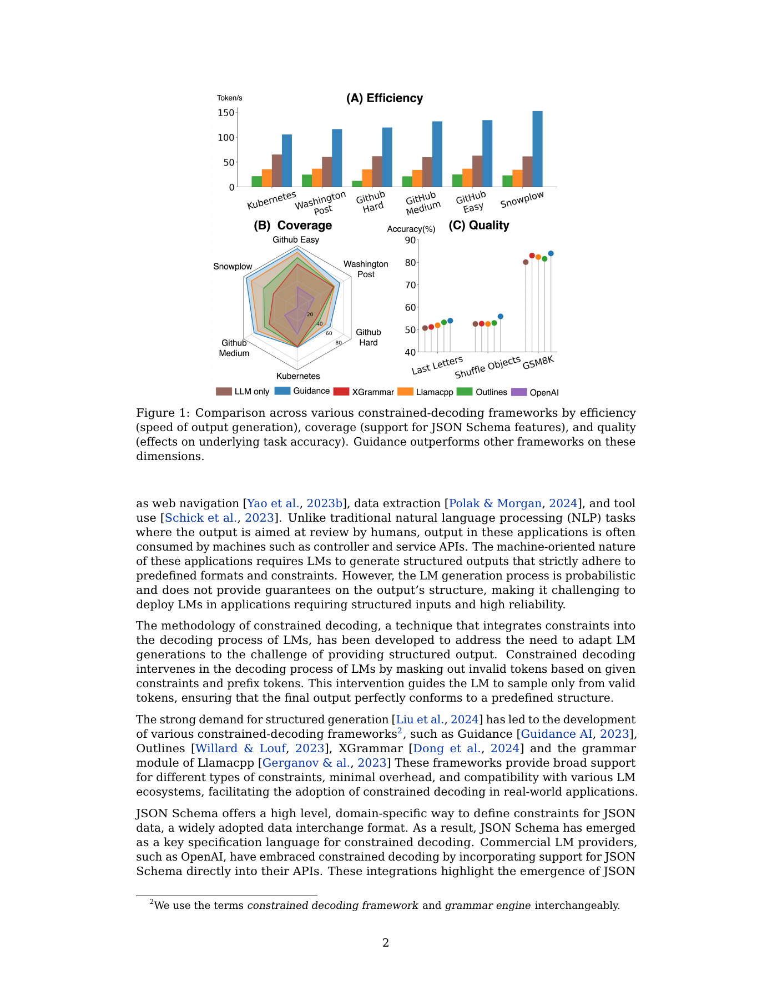 (A) Efficiency
Token/s
150
100
50
0
Kubernetes
Washington
Post
Github
Hard
GitHub
Medium
GitHub
Easy
Snowplow
(B) Coverage
Github Easy
Snowplow
Washington
Post
20
40
60
80
Github
Hard
Github
Medium
Kubernetes
(C) Quality
Accuracy(%)
90
80
70
60
50
40
Last Letters
Shuffle Objects
GSM8K
LLM only
Guidance
XGrammar
Llamacpp
Outlines
OpenAI
Figure 1: Comparison across various constrained-decoding frameworks by efficiency
(speed of output generation), coverage (support for JSON Schema features), and quality
(effects on underlying task accuracy). Guidance outperforms other frameworks on these
dimensions.
as web navigation [Yao et al., 2023b], data extraction [Polak & Morgan, 2024], and tool
use [Schick et al., 2023]. Unlike traditional natural language processing (NLP) tasks
where the output is aimed at review by humans, output in these applications is often
consumed by machines such as controller and service APIs. The machine-oriented nature
of these applications requires LMs to generate structured outputs that strictly adhere to
predefined formats and constraints. However, the LM generation process is probabilistic
and does not provide guarantees on the output's structure, making it challenging to
deploy LMs in applications requiring structured inputs and high reliability.
The methodology of constrained decoding, a technique that integrates constraints into
the decoding process of LMs, has been developed to address the need to adapt LM
generations to the challenge of providing structured output. Constrained decoding
intervenes in the decoding process of LMs by masking out invalid tokens based on given
constraints and prefix tokens. This intervention guides the LM to sample only from valid
tokens, ensuring that the final output perfectly conforms to a predefined structure.
The strong demand for structured generation [Liu et al., 2024] has led to the development
of various constrained-decoding frameworks2, such as Guidance [Guidance AI, 2023],
Outlines [Willard & Louf, 2023], XGrammar [Dong et al., 2024] and the grammar
module of Llamacpp [Gerganov & al., 2023] These frameworks provide broad support
for different types of constraints, minimal overhead, and compatibility with various LM
ecosystems, facilitating the adoption of constrained decoding in real-world applications.
JSON Schema offers a high level, domain-specific way to define constraints for JSON
data, a widely adopted data interchange format. As a result, JSON Schema has emerged
as a key specification language for constrained decoding. Commercial LM providers,
such as OpenAI, have embraced constrained decoding by incorporating support for JSON
Schema directly into their APIs. These integrations highlight the emergence of JSON
2We use the terms constrained decoding framework and grammar engine interchangeably.
2